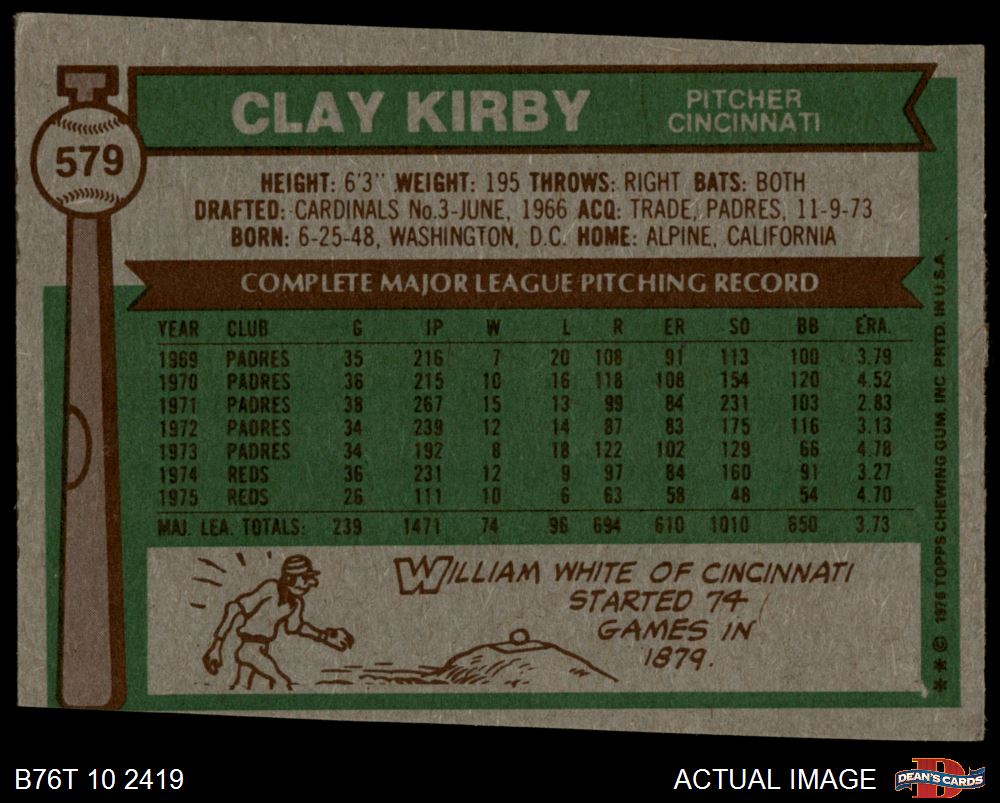 CLAY KIRBY PITCHER
CINCINNATI
579
HEIGHT: 6'3" WEIGHT: 195 THROWS: RIGHT BATS: BOTH
DRAFTED: CARDINALS No.3-JUNE, 1966 ACQ: TRADE, PADRES, 11-9-73
BORN: 6-25-48, WASHINGTON, D.C. HOME: ALPINE, CALIFORNIA
COMPLETE MAJOR LEAGUE PITCHING RECORD
YEAR CLUB G IP W L R ER SO BB ERA.
1969 PADRES 35 216 7 20 108 91 113 100 3.79
1970 PADRES 36 215 10 16 118 108 154 120 4.52
1971 PADRES 38 267 15 13 99 84 231 103 2.83
1972 PADRES 34 239 12 14 87 83 175 116 3.13
1973 PADRES 34 192 8 18 122 102 129 66 4.78
1974 REDS 36 231 12 9 97 84 160 91 3.27
1975 REDS 26 111 10 6 63 58 48 54 4.70
MAJ. LEA. TOTALS: 239 1471 74 96 694 610 1010 650 3.73
WILLIAM WHITE OF CINCINNATI
STARTED 74
GAMES IN
1879.
** © 1976 TOPPS CHEWING GUM, INC. PRTD. IN U.S.A.
B76T 10 2419 ACTUAL IMAGE DEAN'S CARDS